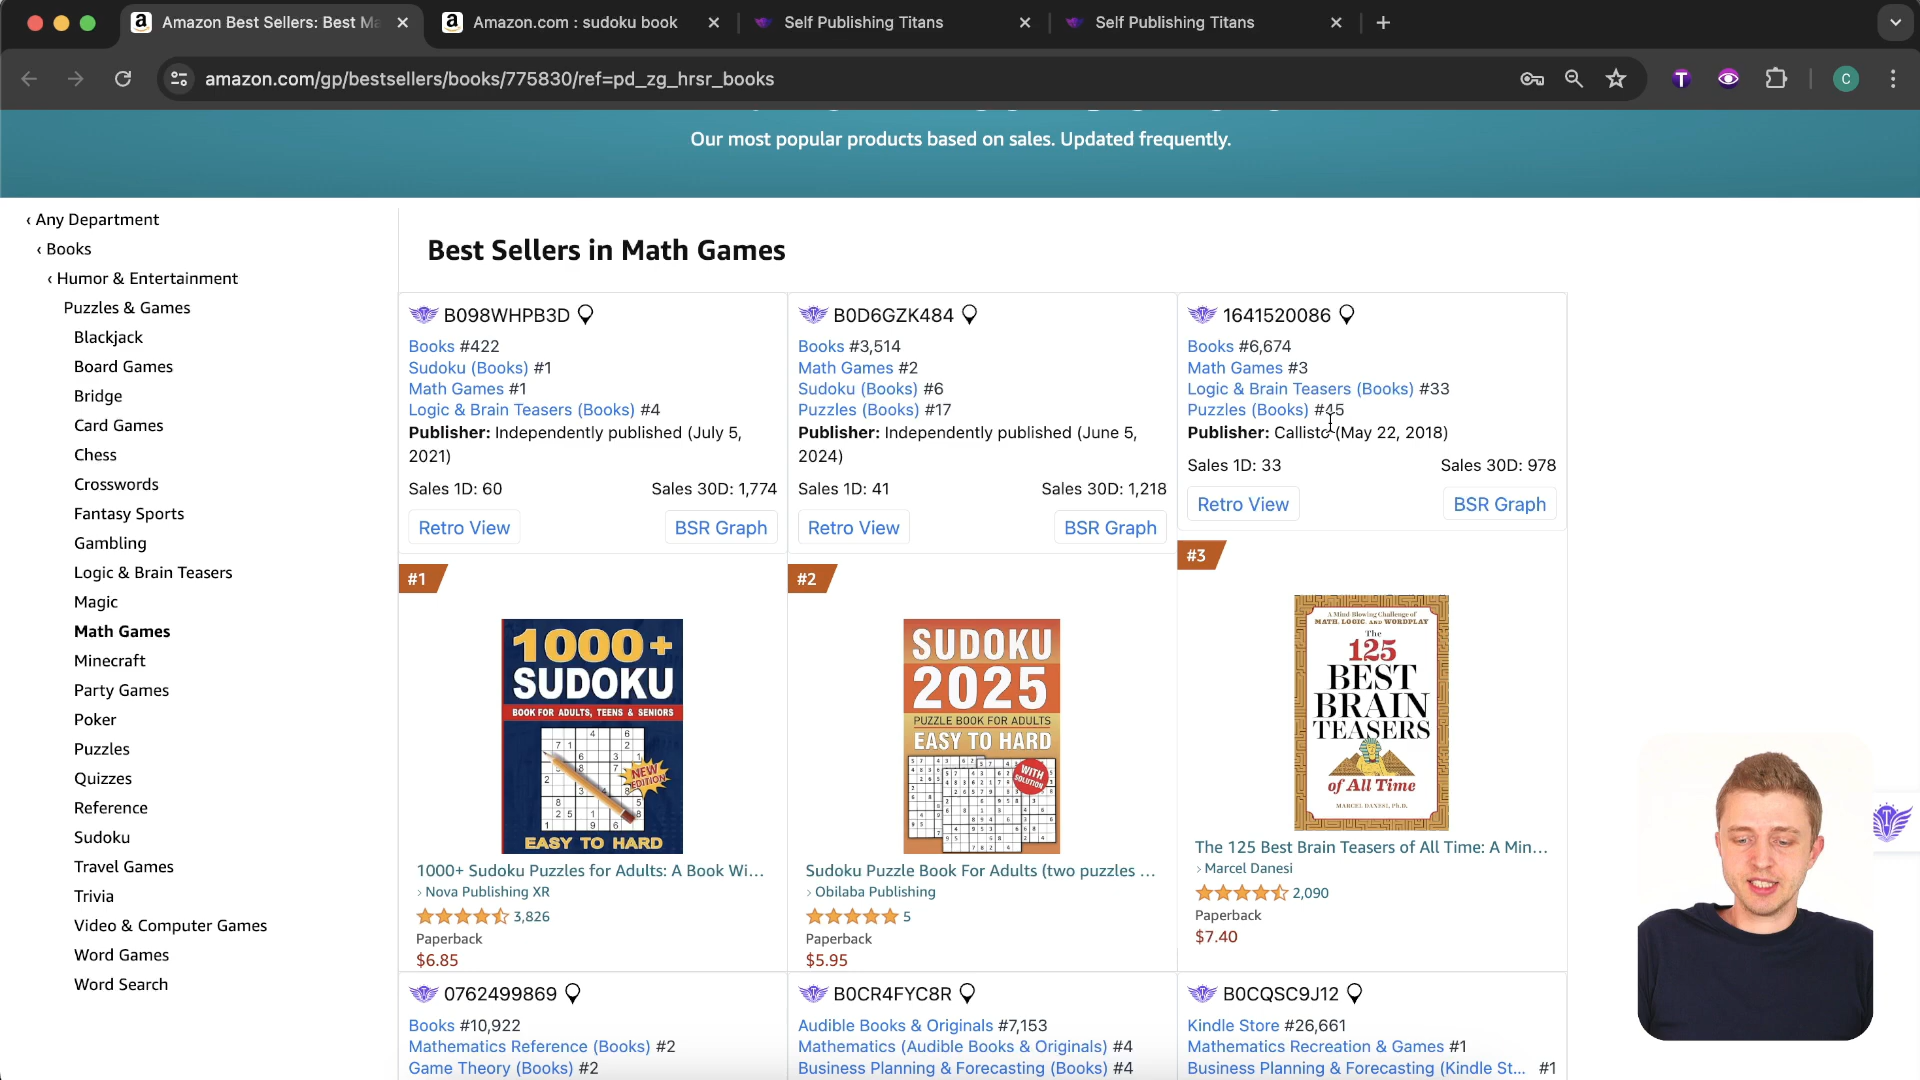 Amazon Best Sellers: Best Ma
Amazon.com : sudoku book
Self Publishing Titans
Self Publishing Titans
amazon.com/gp/bestsellers/books/775830/ref=pd_zg_hrsr_books
T
C
Our most popular products based on sales. Updated frequently.
‹ Any Department
‹ Books
‹ Humor & Entertainment
Puzzles & Games
Blackjack
Board Games
Bridge
Card Games
Chess
Crosswords
Fantasy Sports
Gambling
Logic & Brain Teasers
Magic
Math Games
Minecraft
Party Games
Poker
Puzzles
Quizzes
Reference
Sudoku
Travel Games
Trivia
Video & Computer Games
Word Games
Word Search
Best Sellers in Math Games
B098WHPB3D
Books #422
Sudoku (Books) #1
Math Games #1
Logic & Brain Teasers (Books) #4
Publisher: Independently published (July 5,
2021)
Sales 1D: 60 Sales 30D: 1,774
Retro View BSR Graph
#1
1000+
SUDOKU
BOOK FOR ADULTS, TEENS & SENIORS
NEW
EDITION
EASY TO HARD
1000+ Sudoku Puzzles for Adults: A Book Wi...
› Nova Publishing XR
3,826
Paperback
$6.85
B0D6GZK484
Books #3,514
Math Games #2
Sudoku (Books) #6
Puzzles (Books) #17
Publisher: Independently published (June 5,
2024)
Sales 1D: 41 Sales 30D: 1,218
Retro View BSR Graph
#2
SUDOKU
2025
PUZZLE BOOK FOR ADULTS
EASY TO HARD
WITH
SOLUTION
Sudoku Puzzle Book For Adults (two puzzles ...
› Obilaba Publishing
5
Paperback
$5.95
1641520086
Books #6,674
Math Games #3
Logic & Brain Teasers (Books) #33
Puzzles (Books) #45
Publisher: Callisto (May 22, 2018)
Sales 1D: 33 Sales 30D: 978
Retro View BSR Graph
#3
A Mind Blowing Challenge of
MATH, LOGIC, AND WORDPLAY
The
125
BEST
BRAIN
TEASERS
of All Time
MARCEL DANESI, Ph.D.
The 125 Best Brain Teasers of All Time: A Min...
› Marcel Danesi
2,090
Paperback
$7.40
0762499869
Books #10,922
Mathematics Reference (Books) #2
Game Theory (Books) #2
B0CR4FYC8R
Audible Books & Originals #7,153
Mathematics (Audible Books & Originals) #4
Business Planning & Forecasting (Books) #4
B0CQSC9J12
Kindle Store #26,661
Mathematics Recreation & Games #1
Business Planning & Forecasting (Kindle St... #1